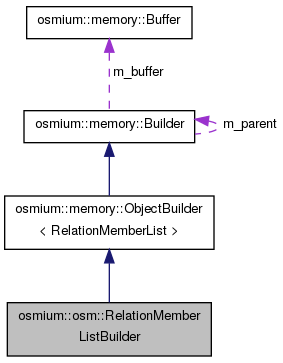 osmium::memory::Buffer
m_buffer
osmium::memory::Builder
m_parent
osmium::memory::ObjectBuilder
< RelationMemberList >
osmium::osm::RelationMember
ListBuilder